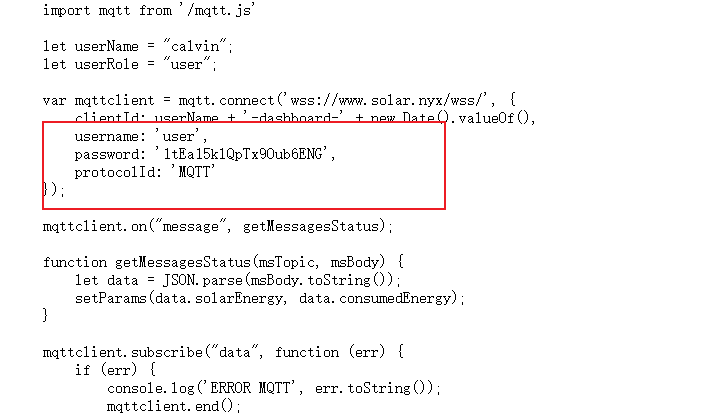 import mqtt from '/mqtt.js'
let userName = "calvin";
let userRole = "user";
var mqttclient = mqtt.connect('wss://www.solar.nyx/wss/', {
clientId: userName + '-dashboard-' + new Date().valueOf(),
username: 'user',
password: '1tEa15klQpTx9Oub6ENG',
protocolId: 'MQTT'
});
mqttclient.on("message", getMessagesStatus);
function getMessagesStatus(msTopic, msBody) {
let data = JSON.parse(msBody.toString());
setParams(data.solarEnergy, data.consumedEnergy);
}
mqttclient.subscribe("data", function (err) {
if (err) {
console.log('ERROR MQTT', err.toString());
mqttclient.end();